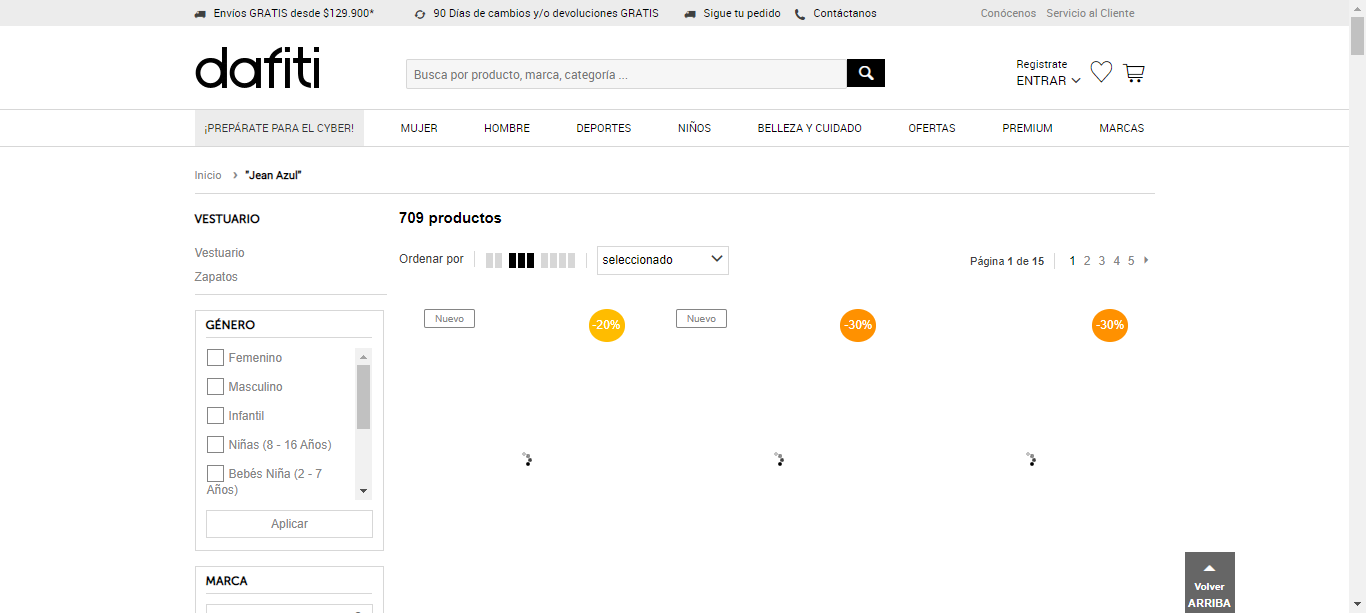 Envíos GRATIS desde $129.900*
90 Días de cambios y/o devoluciones GRATIS
Sigue tu pedido
Contáctanos
Conócenos
Servicio al Cliente
dafiti
Busca por producto, marca, categoría ...
Registrate
ENTRAR
¡PREPÁRATE PARA EL CYBER!
MUJER
HOMBRE
DEPORTES
NIÑOS
BELLEZA Y CUIDADO
OFERTAS
PREMIUM
MARCAS
Inicio > "Jean Azul"
VESTUARIO
Vestuario
Zapatos
GÉNERO
Femenino
Masculino
Infantil
Niñas (8 - 16 Años)
Bebés Niña (2 - 7
Años)
Aplicar
MARCA
709 productos
Ordenar por
seleccionado
Página 1 de 15
1 2 3 4 5
Nuevo
-20%
Nuevo
-30%
-30%
Volver
ARRIBA